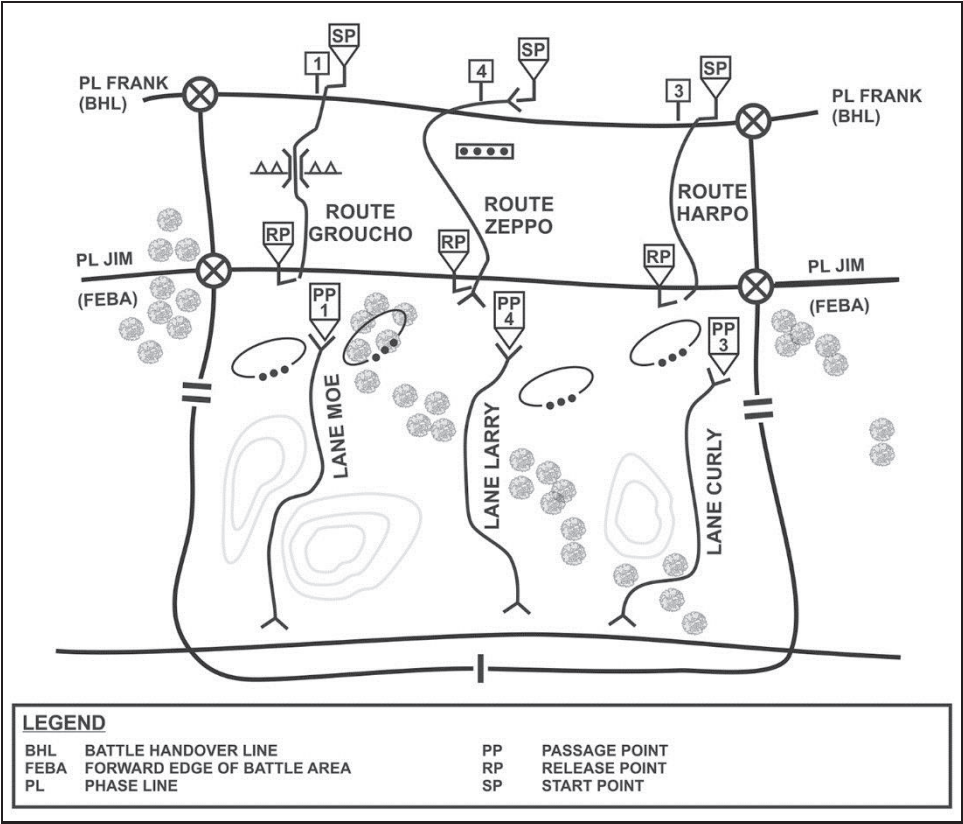 SP
SP
SP
1
4
3
PL FRANK
(BHL)
PL FRANK
(BHL)
ROUTE
GROUCHO
ROUTE
ZEPPO
ROUTE
HARPO
RP
RP
RP
PL JIM
(FEBA)
PL JIM
(FEBA)
PP
1
PP
4
PP
3
LANE MOE
LANE LARRY
LANE CURLY
LEGEND
BHL BATTLE HANDOVER LINE
FEBA FORWARD EDGE OF BATTLE AREA
PL PHASE LINE
PP PASSAGE POINT
RP RELEASE POINT
SP START POINT